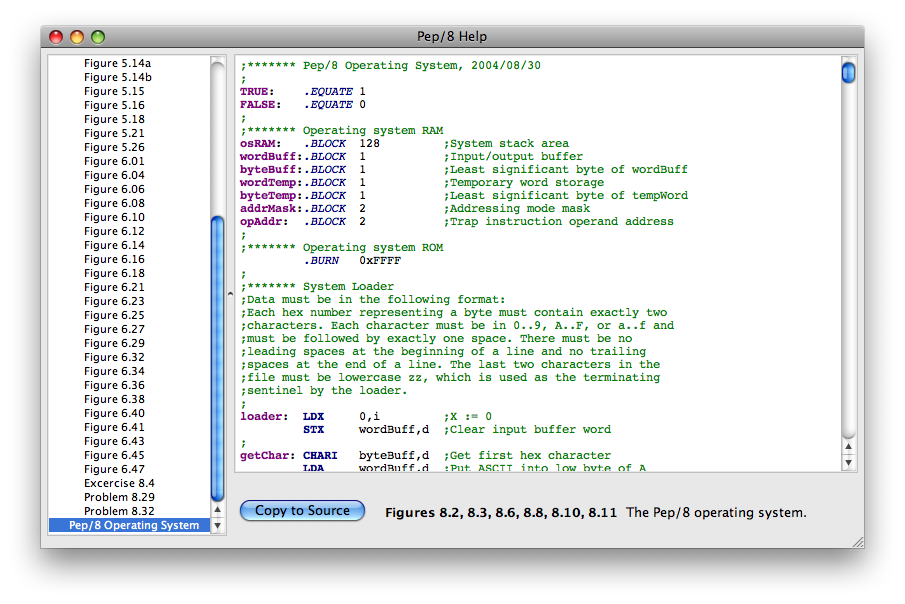 Pep/8 Help
Figure 5.14a
Figure 5.14b
Figure 5.15
Figure 5.16
Figure 5.18
Figure 5.21
Figure 5.26
Figure 6.01
Figure 6.04
Figure 6.06
Figure 6.08
Figure 6.10
Figure 6.12
Figure 6.14
Figure 6.16
Figure 6.18
Figure 6.21
Figure 6.23
Figure 6.25
Figure 6.27
Figure 6.29
Figure 6.32
Figure 6.34
Figure 6.36
Figure 6.38
Figure 6.40
Figure 6.41
Figure 6.43
Figure 6.45
Figure 6.47
Excercise 8.4
Problem 8.29
Problem 8.32
Pep/8 Operating System
;******* Pep/8 Operating System, 2004/08/30
;
TRUE:    .EQUATE 1
FALSE:   .EQUATE 0
;
;******* Operating system RAM
osRAM:   .BLOCK  128         ;System stack area
wordBuff:.BLOCK  1           ;Input/output buffer
byteBuff:.BLOCK  1           ;Least significant byte of wordBuff
wordTemp:.BLOCK  1           ;Temporary word storage
byteTemp:.BLOCK  1           ;Least significant byte of tempWord
addrMask:.BLOCK  2           ;Addressing mode mask
opAddr:  .BLOCK  2           ;Trap instruction operand address
;
;******* Operating system ROM
         .BURN   0xFFFF
;
;******* System Loader
;Data must be in the following format:
;Each hex number representing a byte must contain exactly two
;characters. Each character must be in 0..9, A..F, or a..f and
;must be followed by exactly one space. There must be no
;leading spaces at the beginning of a line and no trailing
;spaces at the end of a line. The last two characters in the
;file must be lowercase zz, which is used as the terminating
;sentinel by the loader.
;
loader:  LDX     0,i         ;X := 0
         STX     wordBuff,d  ;Clear input buffer word
;
getChar: CHARI   byteBuff,d  ;Get first hex character
         LDA     wordBuff,d  ;Put ASCII into low byte of A
Copy to Source
Figures 8.2, 8.3, 8.6, 8.8, 8.10, 8.11 The Pep/8 operating system.